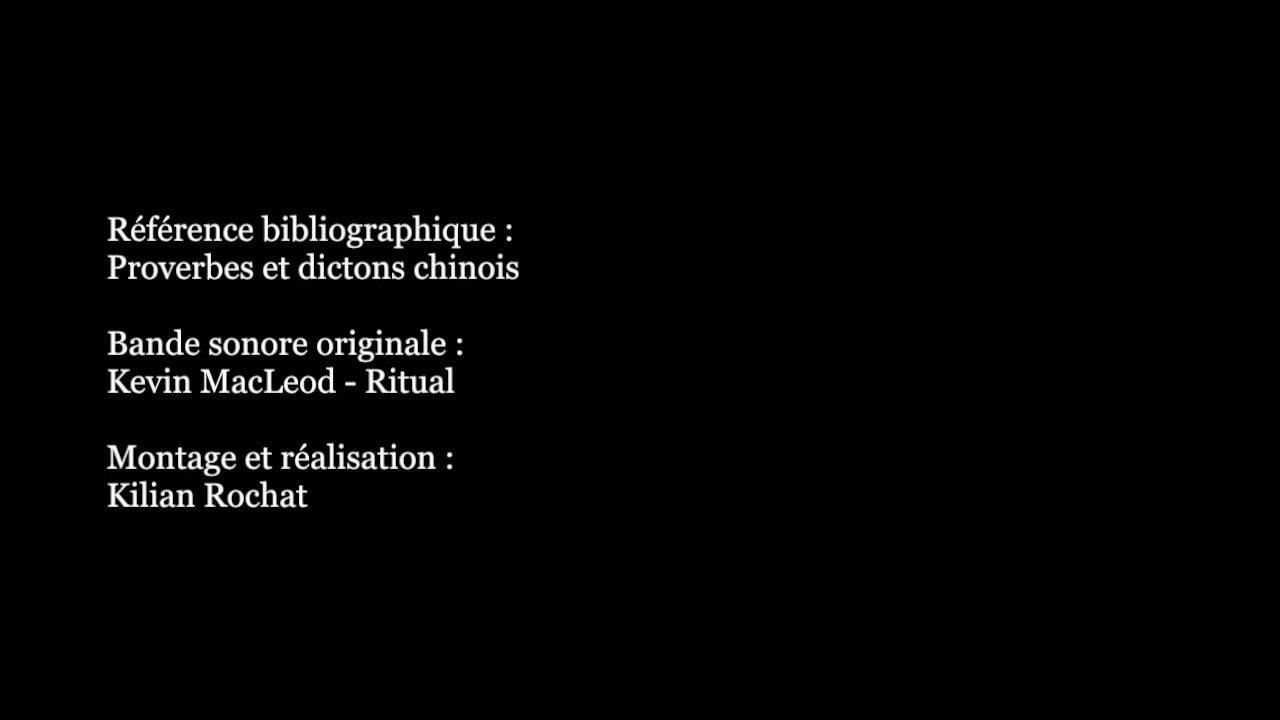 Référence bibliographique :
Proverbes et dictons chinois
Bande sonore originale :
Kevin MacLeod - Ritual
Montage et réalisation :
Kilian Rochat